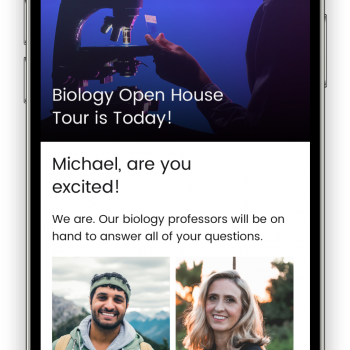 Biology Open House
Tour is Today!
Michael, are you
excited!
We are. Our biology professors will be on
hand to answer all of your questions.